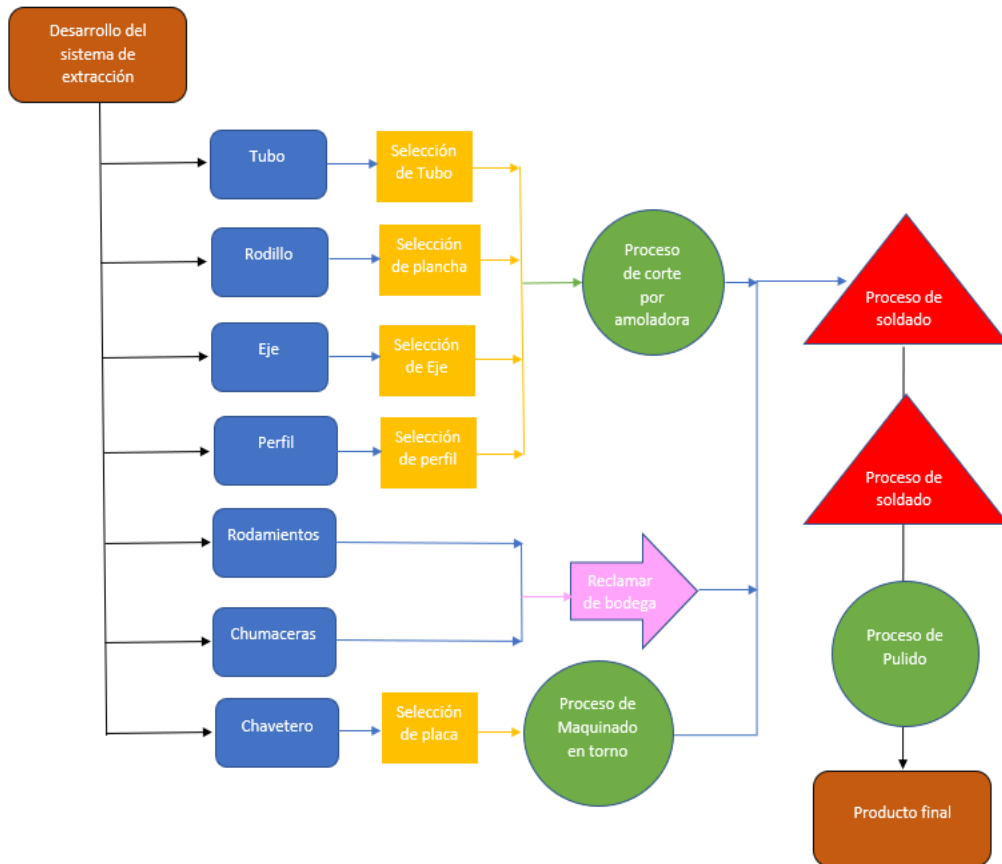 Desarrollo del
sistema de
extracción
Tubo
Selección
de Tubo
Rodillo
Selección
de plancha
Eje
Selección
de Eje
Perfil
Selección
de perfil
Proceso
de corte
por
amoladora
Rodamientos
Chumaceras
Reclamar
de bodega
Chavetero
Selección
de placa
Proceso de
Maquinado
en torno
Proceso de
soldado
Proceso de
soldado
Proceso de
Pulido
Producto final